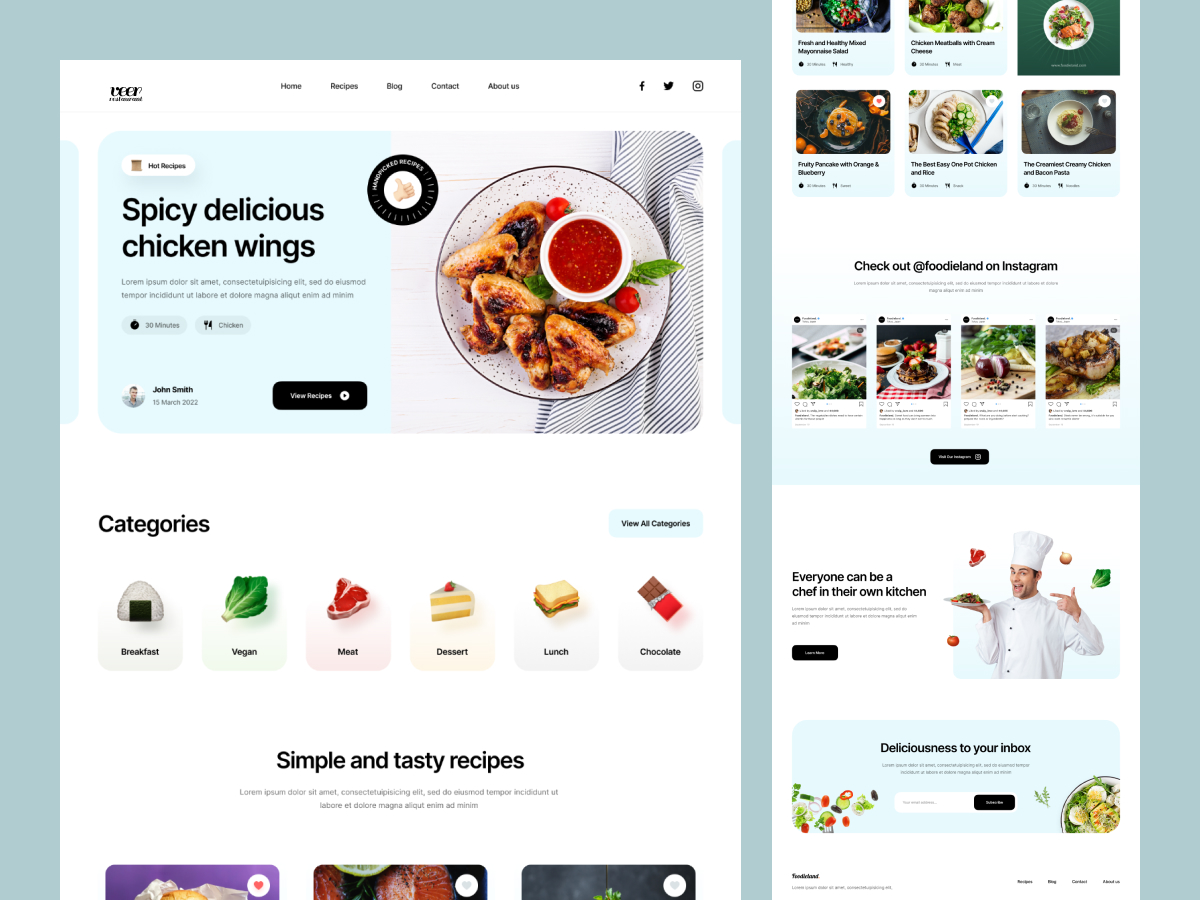 veer
restaurant
Home
Recipes
Blog
Contact
About us
Hot Recipes
HANDPICKED RECIPES
Spicy delicious
chicken wings
Lorem ipsum dolor sit amet, consectetuipisicing elit, sed do eiusmod
tempor incididunt ut labore et dolore magna aliqut enim ad minim
30 Minutes
Chicken
John Smith
15 March 2022
View Recipes
Categories
View All Categories
Breakfast
Vegan
Meat
Dessert
Lunch
Chocolate
Simple and tasty recipes
Lorem ipsum dolor sit amet, consectetuipisicing elit, sed do eiusmod tempor incididunt ut
labore et dolore magna aliqut enim ad minim
Fresh and Healthy Mixed
Mayonnaise Salad
30 Minutes
Healthy
Chicken Meatballs with Cream
Cheese
30 Minutes
Meat
www.foodieland.com
Fruity Pancake with Orange &
Blueberry
30 Minutes
Sweet
The Best Easy One Pot Chicken
and Rice
30 Minutes
Snack
The Creamiest Creamy Chicken
and Bacon Pasta
30 Minutes
Noodles
Check out @foodieland on Instagram
Lorem ipsum dolor sit amet, consectetuipisicing elit, sed do eiusmod tempor incididunt ut labore et dolore
magna aliqut enim ad minim
Foodieland
Foodieland
Foodieland
Foodieland
Visit Our Instagram
Everyone can be a
chef in their own kitchen
Lorem ipsum dolor sit amet, consectetuipisicing elit, sed do
eiusmod tempor incididunt ut labore et dolore magna aliqut enim
ad minim
Learn More
Deliciousness to your inbox
Lorem ipsum dolor sit amet, consectetuipisicing elit, sed do eiusmod tempor
incididunt ut labore et dolore magna aliqut enim ad minim
Your email address...
Subscribe
Foodieland.
Lorem ipsum dolor sit amet, consectetuipisicing elit,
Recipes
Blog
Contact
About us